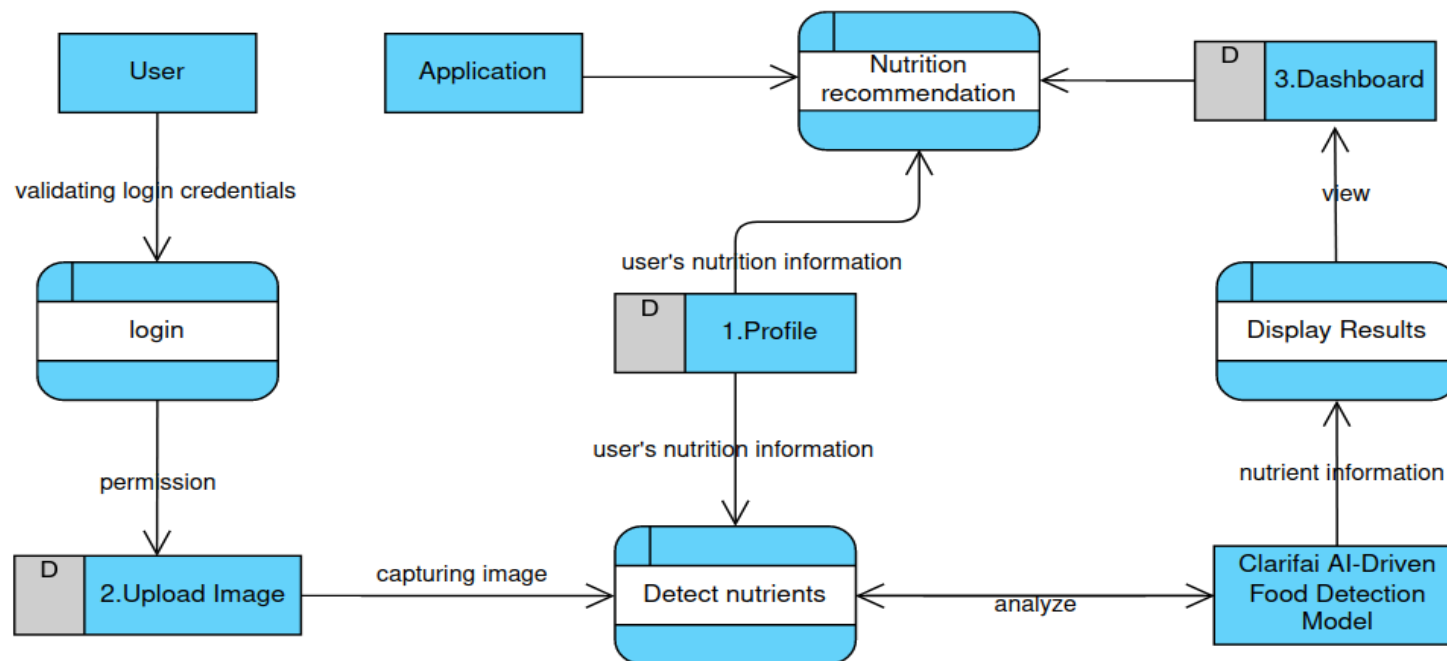 User
Application
Nutrition
recommendation
D
3.Dashboard
validating login credentials
view
user's nutrition information
login
D
1.Profile
Display Results
user's nutrition information
permission
nutrient information
D
2.Upload Image
capturing image
Detect nutrients
analyze
Clarifai AI-Driven
Food Detection
Model